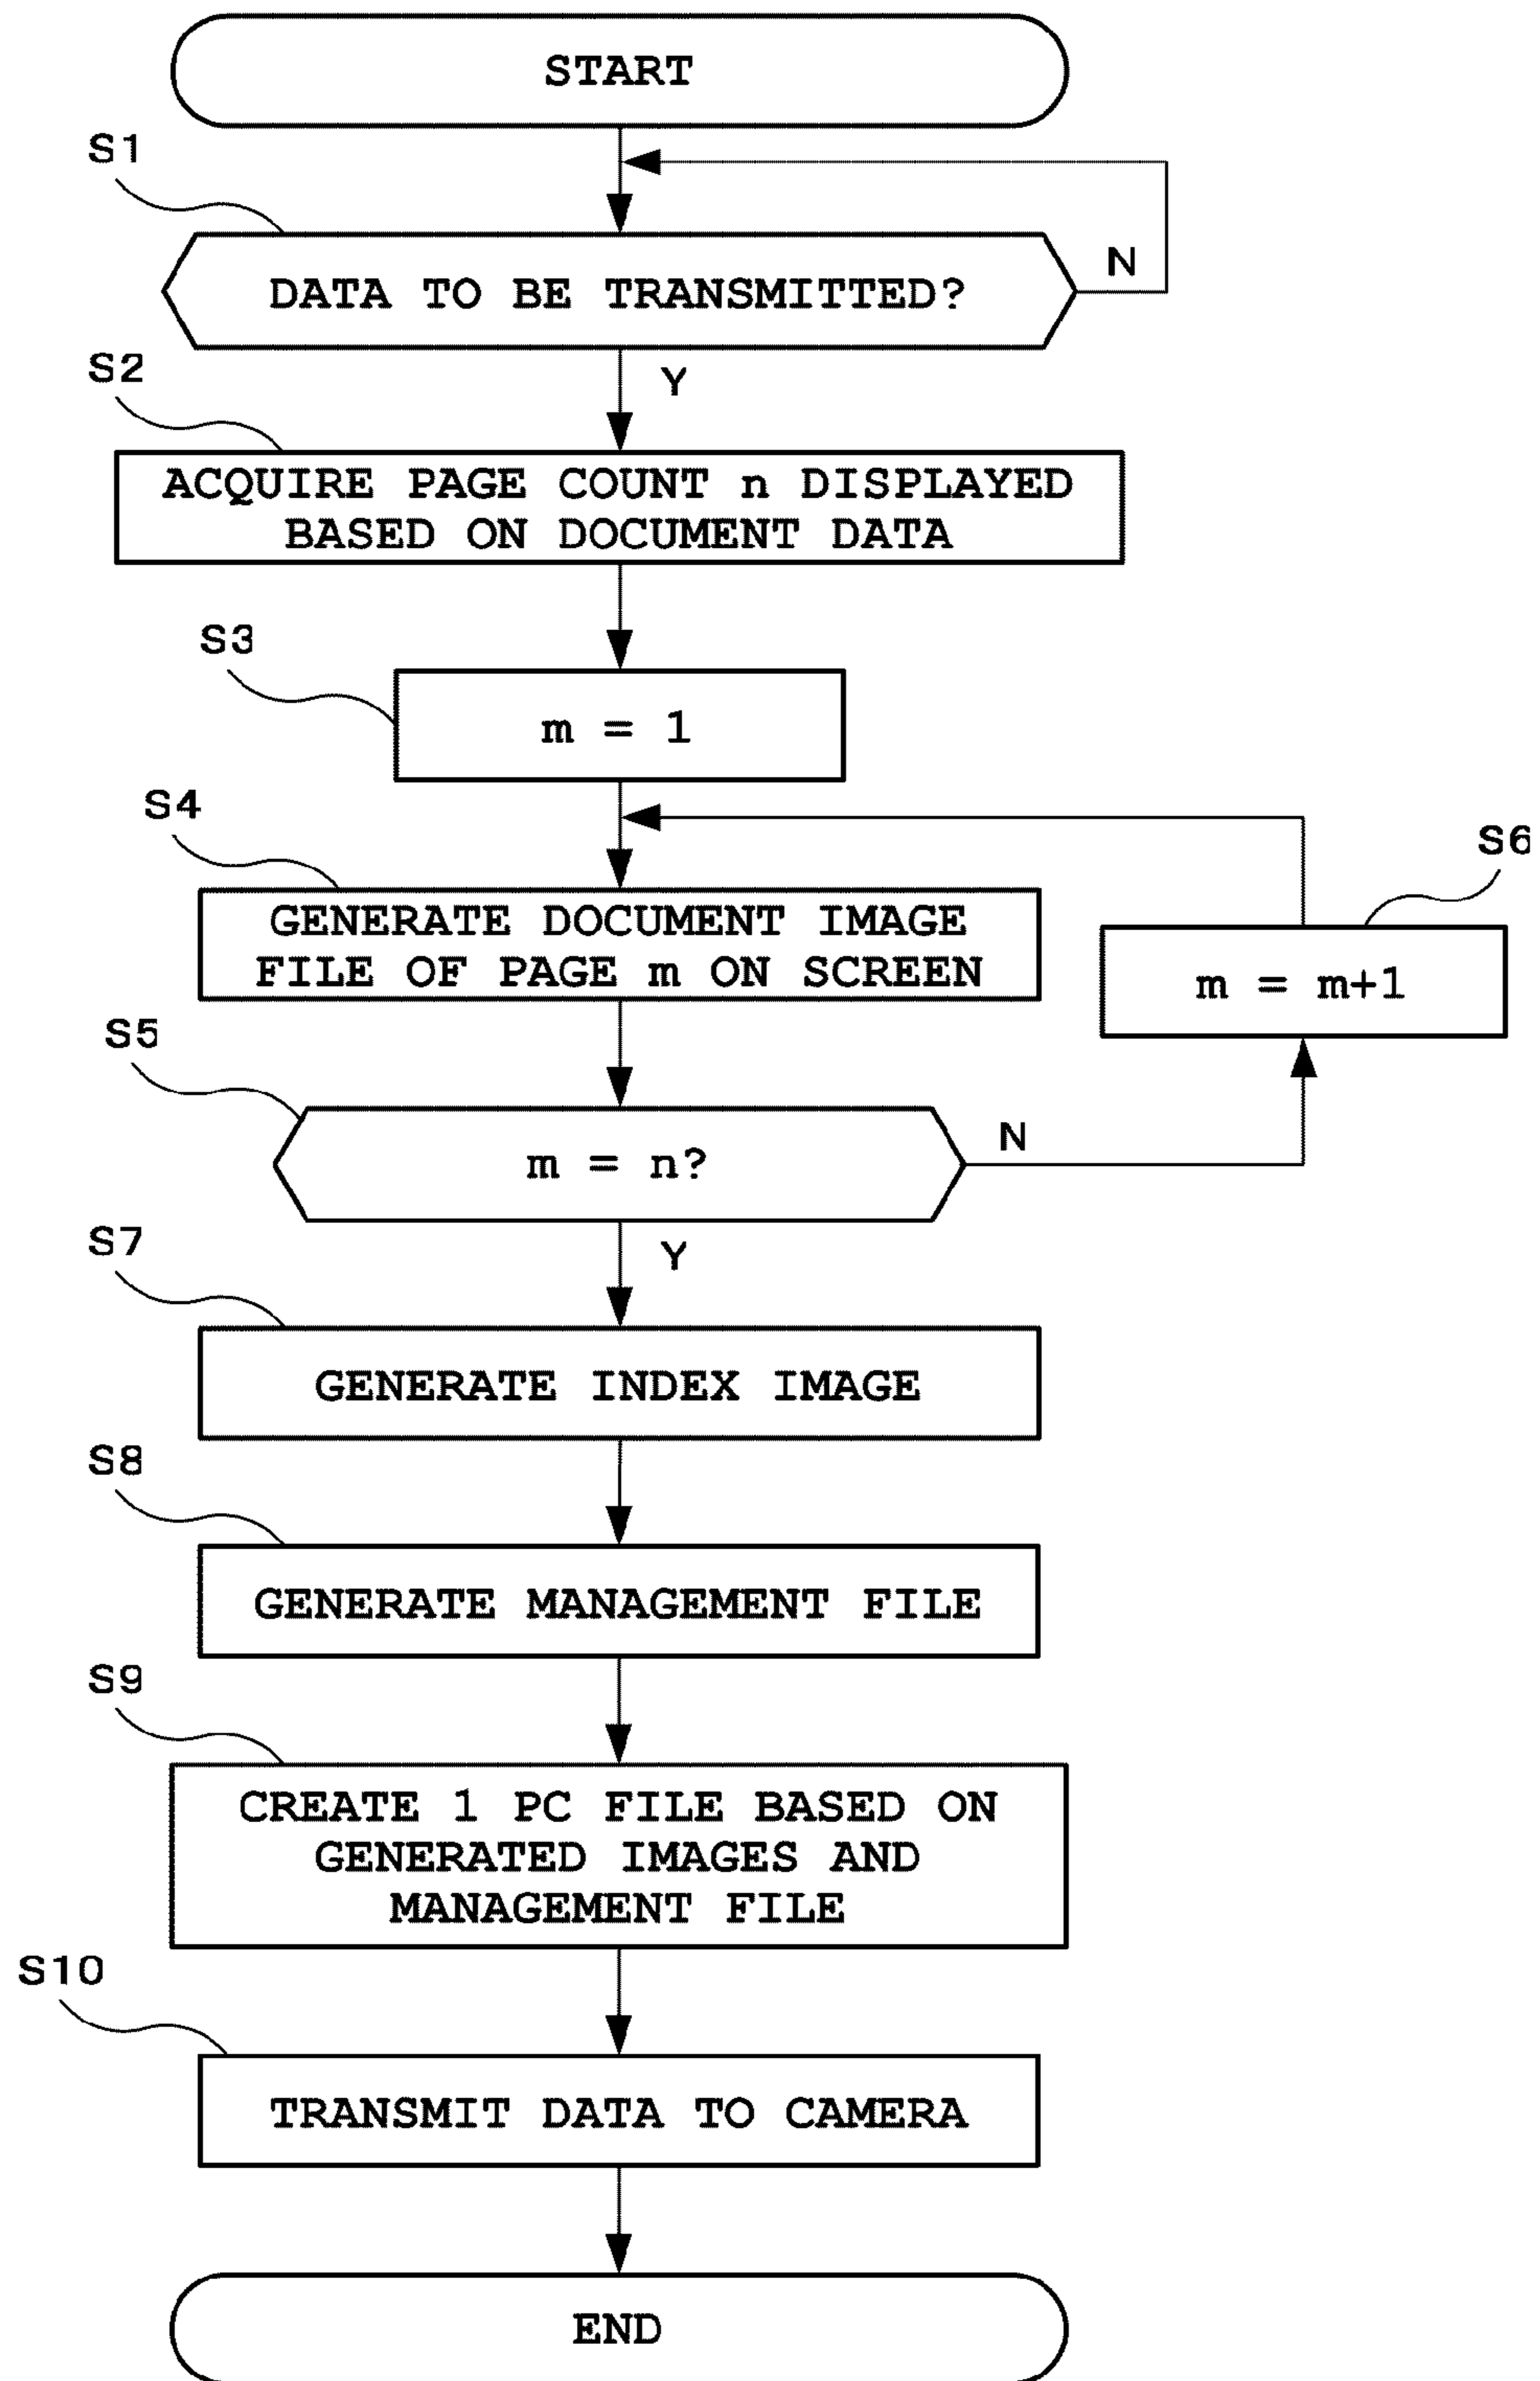 START
S1
DATA TO BE TRANSMITTED?
N
S2
Y
ACQUIRE PAGE COUNT n DISPLAYED
BASED ON DOCUMENT DATA
S3
m = 1
S4
GENERATE DOCUMENT IMAGE
FILE OF PAGE m ON SCREEN
S6
m = m+1
S5
m = n?
N
S7
Y
GENERATE INDEX IMAGE
S8
GENERATE MANAGEMENT FILE
S9
CREATE 1 PC FILE BASED ON
GENERATED IMAGES AND
MANAGEMENT FILE
S10
TRANSMIT DATA TO CAMERA
END